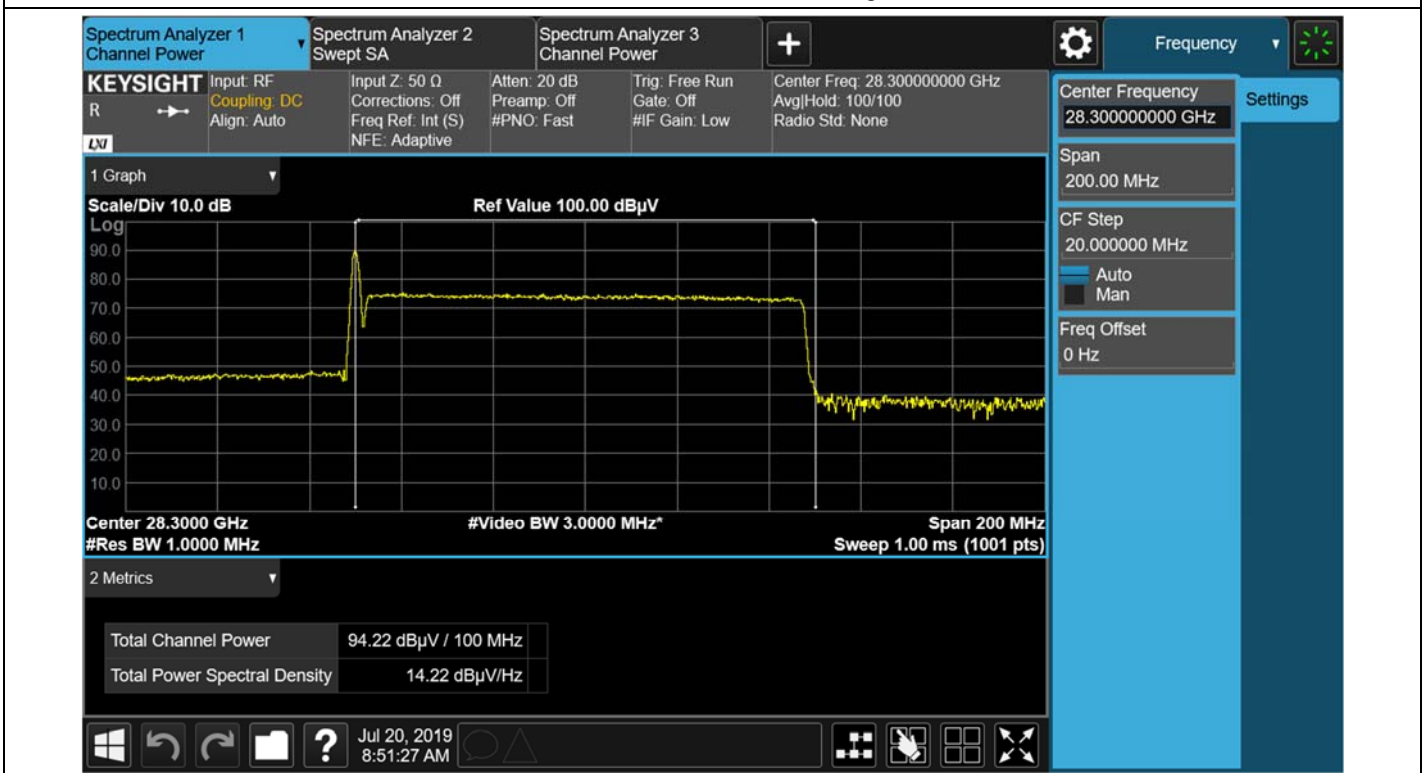 Spectrum Analyzer 1
Channel Power
Spectrum Analyzer 2
Swept SA
Spectrum Analyzer 3
Channel Power
+
Frequency
KEYSIGHT
R
LXI
Input: RF
Coupling: DC
Align: Auto
Input Z: 50 Ω
Corrections: Off
Freq Ref: Int (S)
NFE: Adaptive
Atten: 20 dB
Preamp: Off
#PNO: Fast
Trig: Free Run
Gate: Off
#IF Gain: Low
Center Freq: 28.300000000 GHz
Avg|Hold: 100/100
Radio Std: None
Center Frequency
28.300000000 GHz
Settings
Span
200.00 MHz
CF Step
20.000000 MHz
Auto
Man
Freq Offset
0 Hz
1 Graph
Scale/Div 10.0 dB
Ref Value 100.00 dBµV
Log
90.0
80.0
70.0
60.0
50.0
40.0
30.0
20.0
10.0
Center 28.3000 GHz
#Video BW 3.0000 MHz*
Span 200 MHz
#Res BW 1.0000 MHz
Sweep 1.00 ms (1001 pts)
2 Metrics
Total Channel Power 94.22 dBµV / 100 MHz
Total Power Spectral Density 14.22 dBµV/Hz
?
Jul 20, 2019
8:51:27 AM